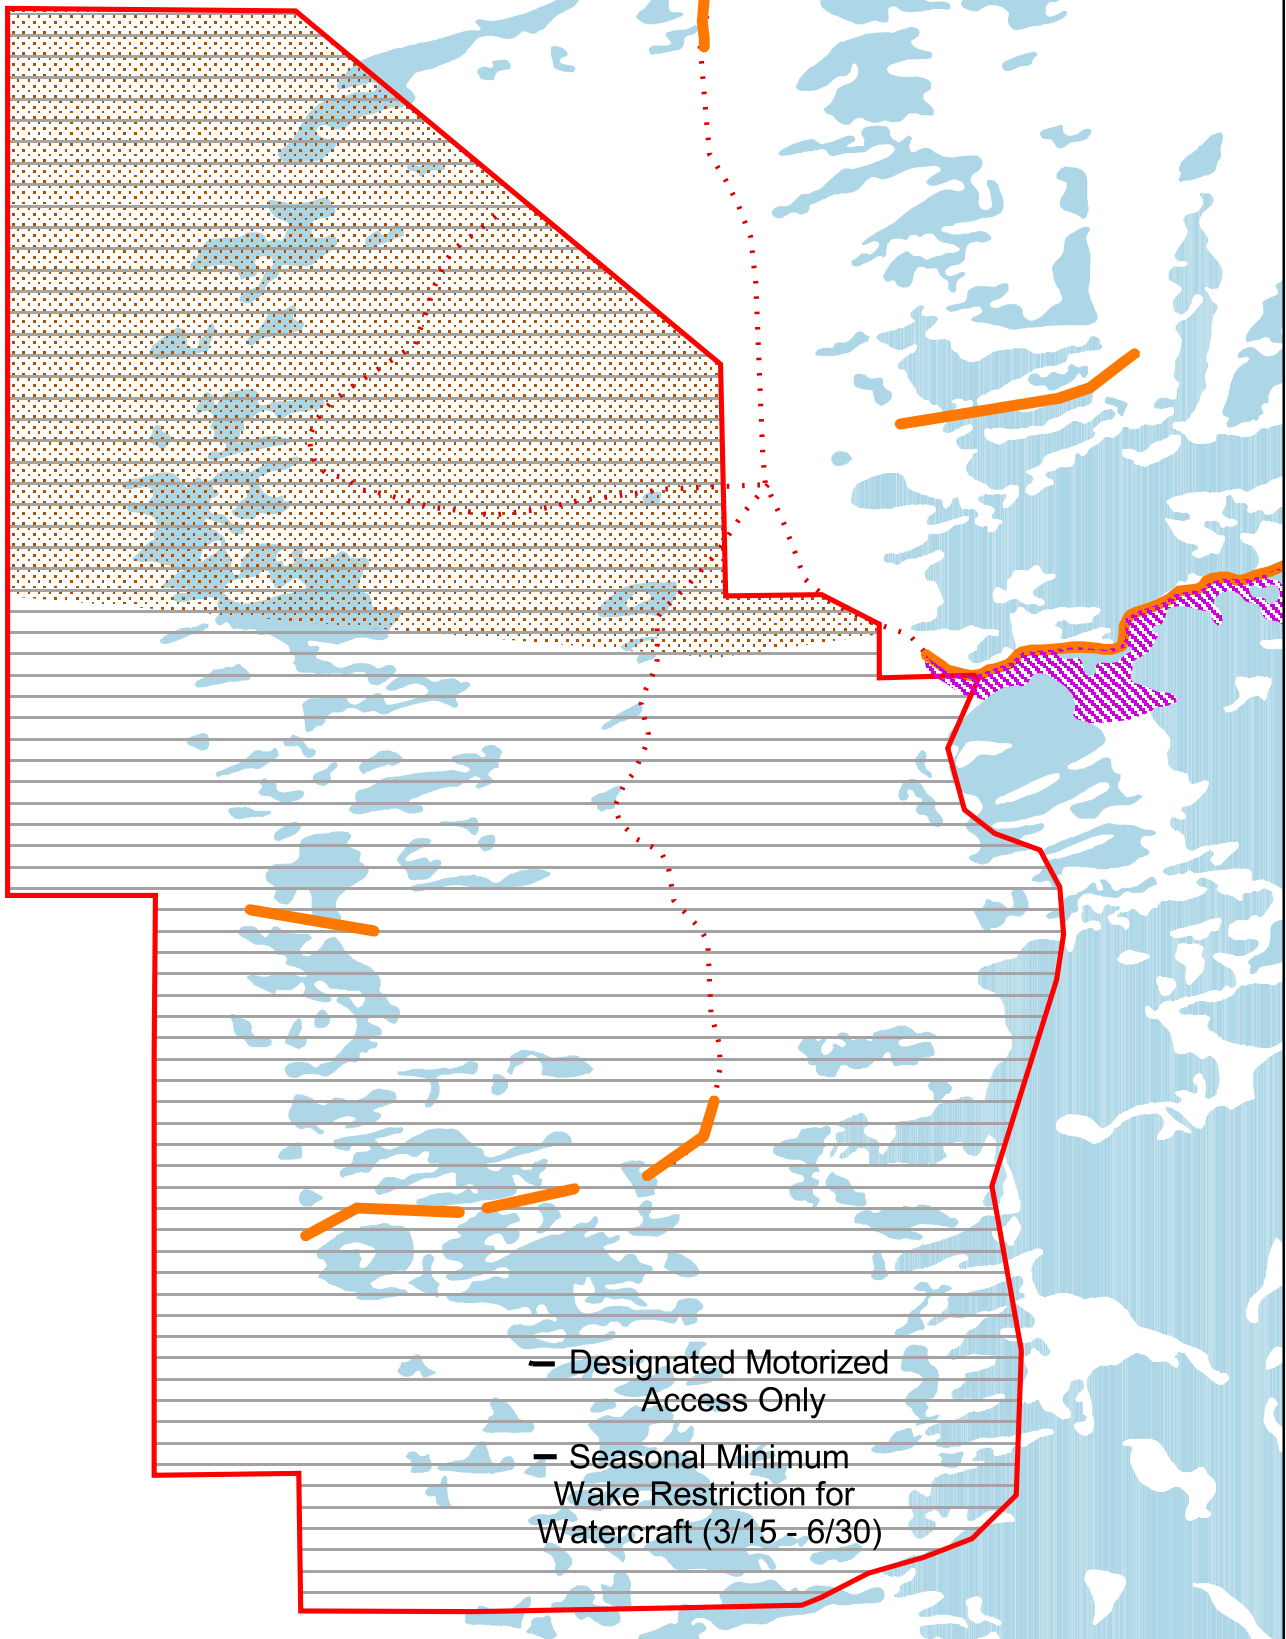 – Designated Motorized
Access Only
– Seasonal Minimum
Wake Restriction for
Watercraft (3/15 - 6/30)